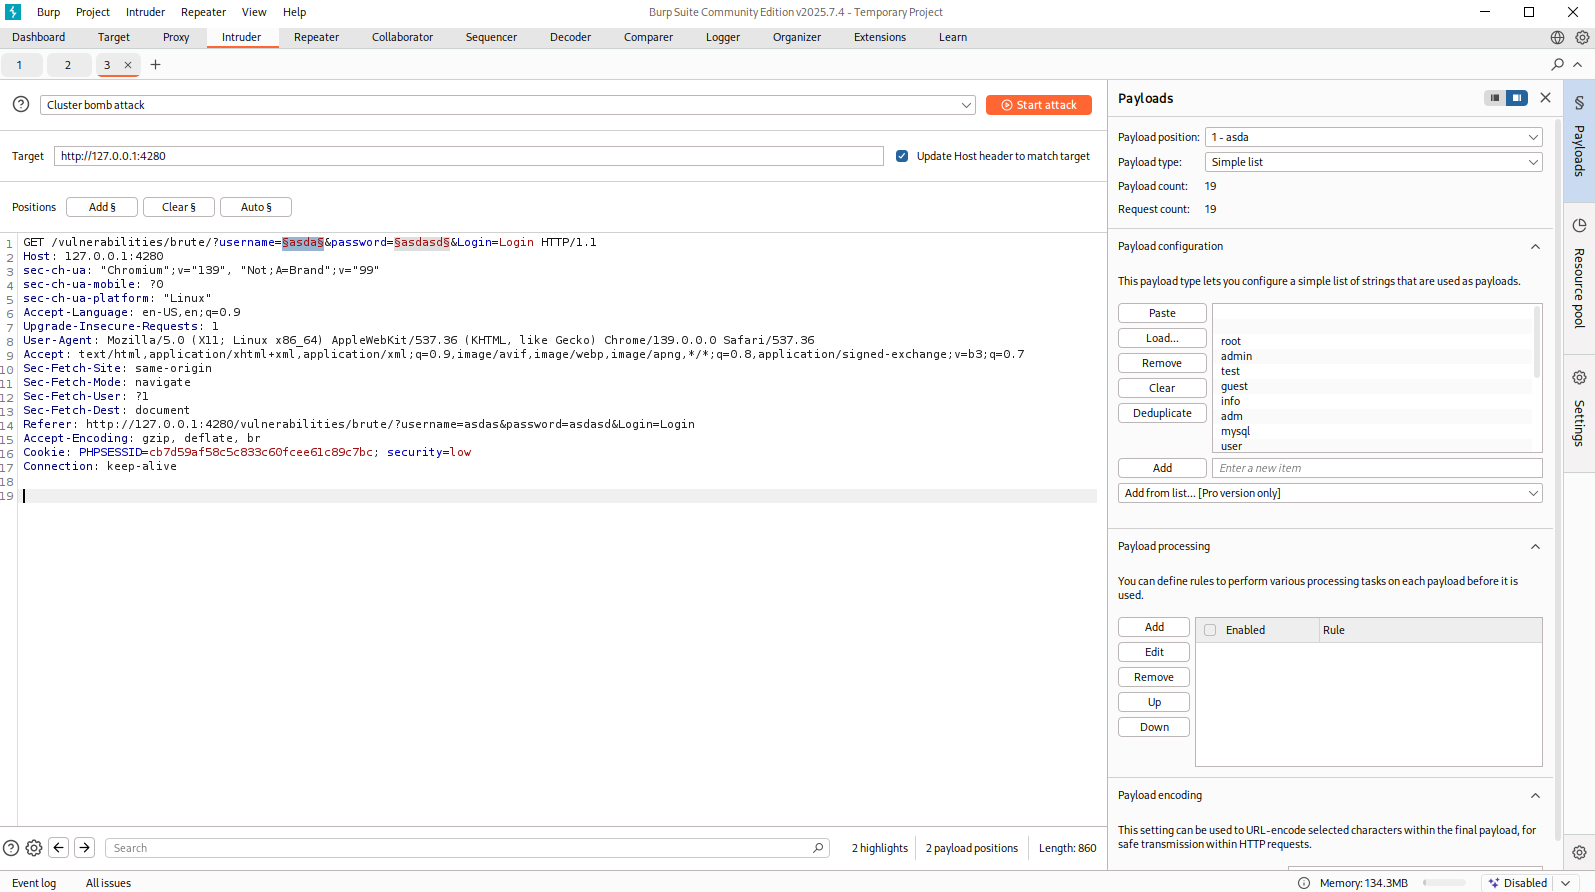 Burp Project Intruder Repeater View Help
Burp Suite Community Edition v2025.7.4 - Temporary Project
Dashboard Target Proxy Intruder Repeater Collaborator Sequencer Decoder Comparer Logger Organizer Extensions Learn
1 2 3 × +
Cluster bomb attack
Start attack
Target http://127.0.0.1:4280
Update Host header to match target
Positions Add § Clear § Auto §
1 GET /vulnerabilities/brute/?username=§asda§&password=§asdasd§&Login=Login HTTP/1.1
2 Host: 127.0.0.1:4280
3 sec-ch-ua: "Chromium";v="139", "Not;A=Brand";v="99"
4 sec-ch-ua-mobile: ?0
5 sec-ch-ua-platform: "Linux"
6 Accept-Language: en-US,en;q=0.9
7 Upgrade-Insecure-Requests: 1
8 User-Agent: Mozilla/5.0 (X11; Linux x86_64) AppleWebKit/537.36 (KHTML, like Gecko) Chrome/139.0.0.0 Safari/537.36
9 Accept: text/html,application/xhtml+xml,application/xml;q=0.9,image/avif,image/webp,image/apng,*/*;q=0.8,application/signed-exchange;v=b3;q=0.7
10 Sec-Fetch-Site: same-origin
11 Sec-Fetch-Mode: navigate
12 Sec-Fetch-User: ?1
13 Sec-Fetch-Dest: document
14 Referer: http://127.0.0.1:4280/vulnerabilities/brute/?username=asdas&password=asdasd&Login=Login
15 Accept-Encoding: gzip, deflate, br
16 Cookie: PHPSESSID=cb7d59af58c5c833c60fcee61c89c7bc; security=low
17 Connection: keep-alive
18
19
Search
2 highlights
2 payload positions
Length: 860
Payloads
Payload position: 1 - asda
Payload type: Simple list
Payload count: 19
Request count: 19
Payload configuration
This payload type lets you configure a simple list of strings that are used as payloads.
Paste
Load...
Remove
Clear
Deduplicate
root
admin
test
guest
info
adm
mysql
user
Add Enter a new item
Add from list... [Pro version only]
Payload processing
You can define rules to perform various processing tasks on each payload before it is
used.
Add
Edit
Remove
Up
Down
Enabled Rule
Payload encoding
This setting can be used to URL-encode selected characters within the final payload, for
safe transmission within HTTP requests.
§ Payloads
Resource pool
Settings
Event log All issues
Memory: 134.3MB
Disabled